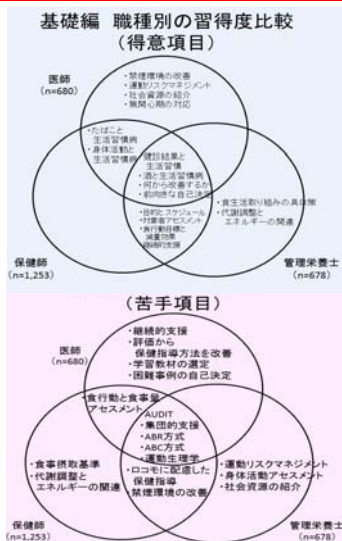 基礎編 職種別の習得度比較
(得意項目)
医師
(n=680)
・禁煙環境の改善
・運動リスクマネジメント
・社会資源の紹介
・無関心期の対応
・たばこと
生活習慣病
・身体活動と
生活習慣病
・健診結果と
生活習慣
・酒と生活習慣病
・何から改善するか
・前向きな自己決定
・目的とスケジュール
・対象者アセスメント
・食行動目標と
減量効果
・継続的支援
・食生活取り組みの具体策
・代謝調整と
エネルギーの関連
保健師
(n=1,253)
管理栄養士
(n=678)
(苦手項目)
医師
(n=680)
・継続的支援
・評価から
保健指導方法を改善
・学習教材の選定
・困難事例の自己決定
・食行動と食事量
アセスメント
・AUDIT
・集団的支援
・ABR方式
・ABC方式
・運動生理学
・ロコモに配慮した
保健指導
・禁煙環境の改善
・食事摂取基準
・代謝調整と
エネルギーの関連
・運動リスクマネジメント
・身体活動アセスメント
・社会資源の紹介
保健師
(n=1,253)
管理栄養士
(n=678)